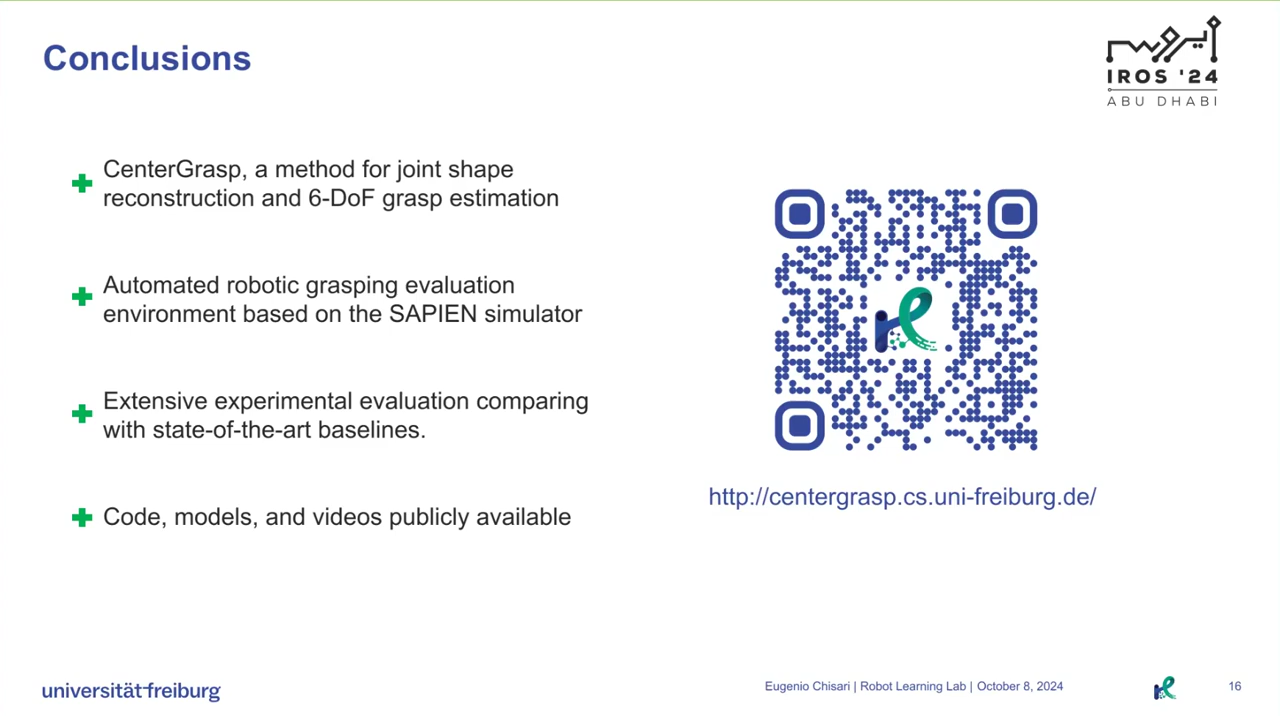 Conclusions
أيروس
IROS '24
ABU DHABI
CenterGrasp, a method for joint shape
reconstruction and 6-DoF grasp estimation
Automated robotic grasping evaluation
environment based on the SAPIEN simulator
Extensive experimental evaluation comparing
with state-of-the-art baselines.
Code, models, and videos publicly available
rl
http://centergrasp.cs.uni-freiburg.de/
universität freiburg
Eugenio Chisari | Robot Learning Lab | October 8, 2024
rl
16